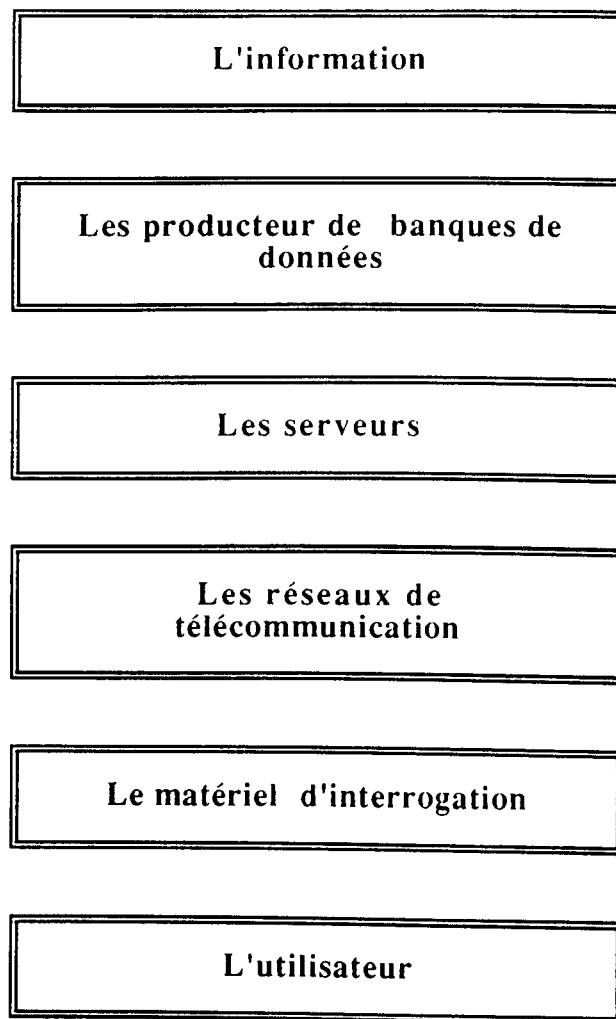 L'information
Les producteur de banques de
données
Les serveurs
Les réseaux de
télécommunication
Le matériel d'interrogation
L'utilisateur